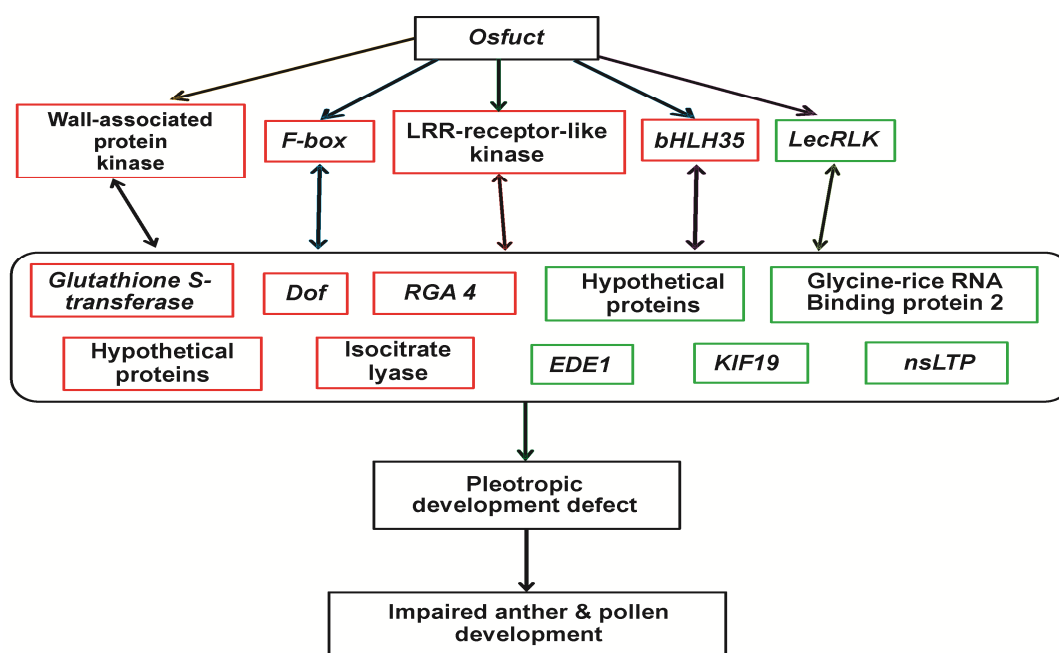 Osfuct
Wall-associated
protein
kinase
F-box
LRR-receptor-like
kinase
bHLH35
LecRLK
Glutathione S-
transferase
Dof
RGA 4
Hypothetical
proteins
Glycine-rice RNA
Binding protein 2
Hypothetical
proteins
Isocitrate
lyase
EDE1
KIF19
nsLTP
Pleotropic
development defect
Impaired anther & pollen
development